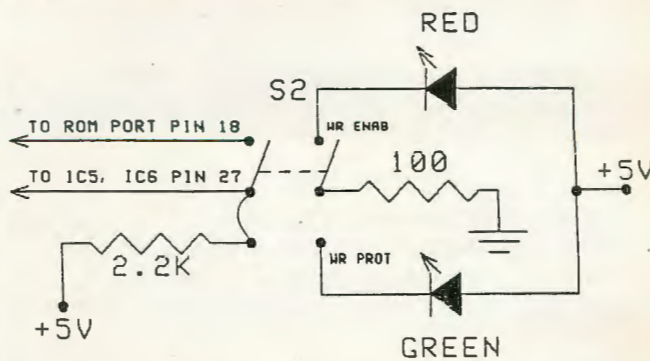 RED
S2
TO ROM PORT PIN 18
WR ENAB
100
+5V
TO IC5, IC6 PIN 27
2.2K
WR PROT
+5V
GREEN